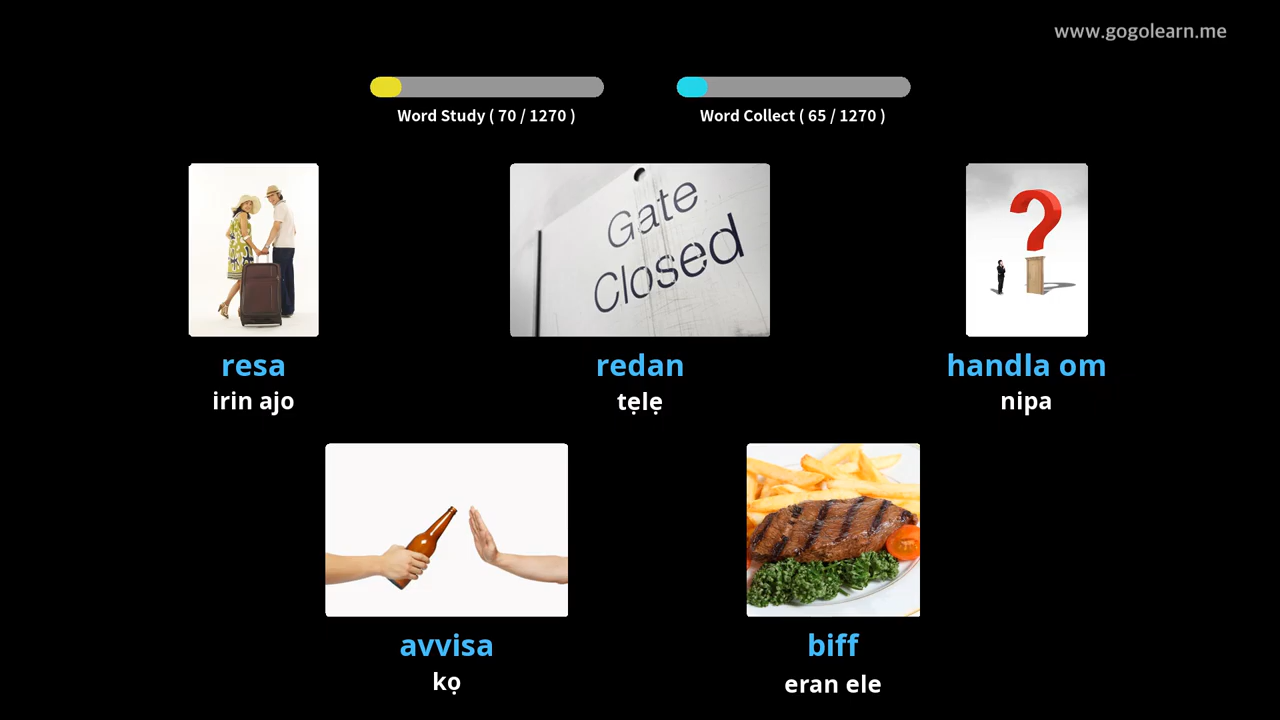 www.gogolearn.me
Word Study ( 70 / 1270 )
Word Collect ( 65 / 1270 )
Gate
Closed
resa
redan
handla om
irin ajo
tẹlẹ
nipa
avvisa
biff
kọ
eran ele